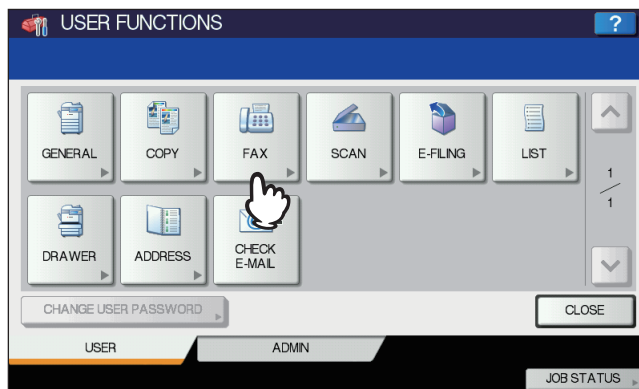 USER FUNCTIONS
?
GENERAL
COPY
FAX
SCAN
E-FILING
LIST
1
1
DRAWER
ADDRESS
CHECK
E-MAIL
CHANGE USER PASSWORD
CLOSE
USER
ADMIN
JOB STATUS